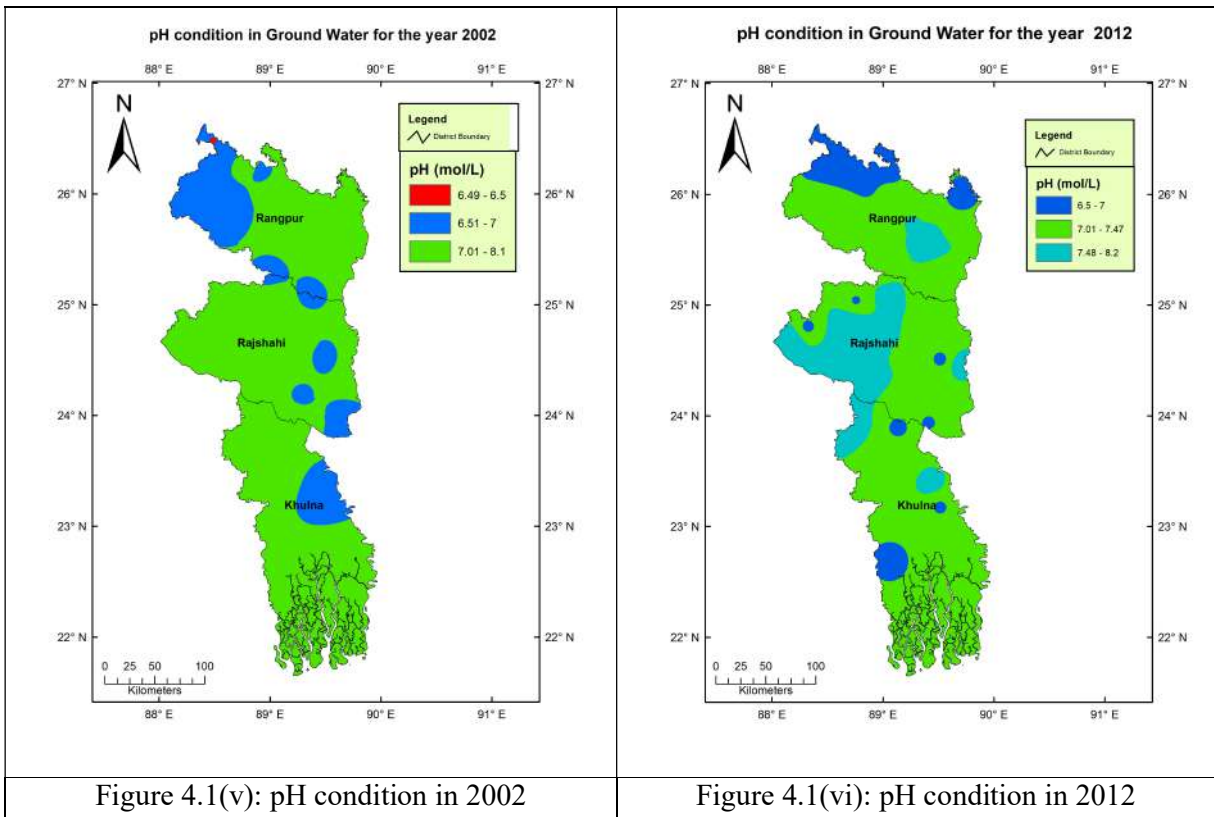 pH condition in Ground Water for the year 2002
88° E 89° E 90° E 91° E
27° N
26° N
25° N
24° N
23° N
22° N
N
Legend
District Boundary
pH (mol/L)
6.49 - 6.5
6.51 - 7
7.01 - 8.1
Rangpur
Rajshahi
Khulna
27° N
26° N
25° N
24° N
23° N
22° N
0 25 50 100
Kilometers
88° E 89° E 90° E 91° E
Figure 4.1(v): pH condition in 2002
pH condition in Ground Water for the year 2012
88° E 89° E 90° E 91° E
27° N
26° N
25° N
24° N
23° N
22° N
N
Legend
District Boundary
pH (mol/L)
6.5 - 7
7.01 - 7.47
7.48 - 8.2
Rangpur
Rajshahi
Khulna
27° N
26° N
25° N
24° N
23° N
22° N
0 25 50 100
Kilometers
88° E 89° E 90° E 91° E
Figure 4.1(vi): pH condition in 2012